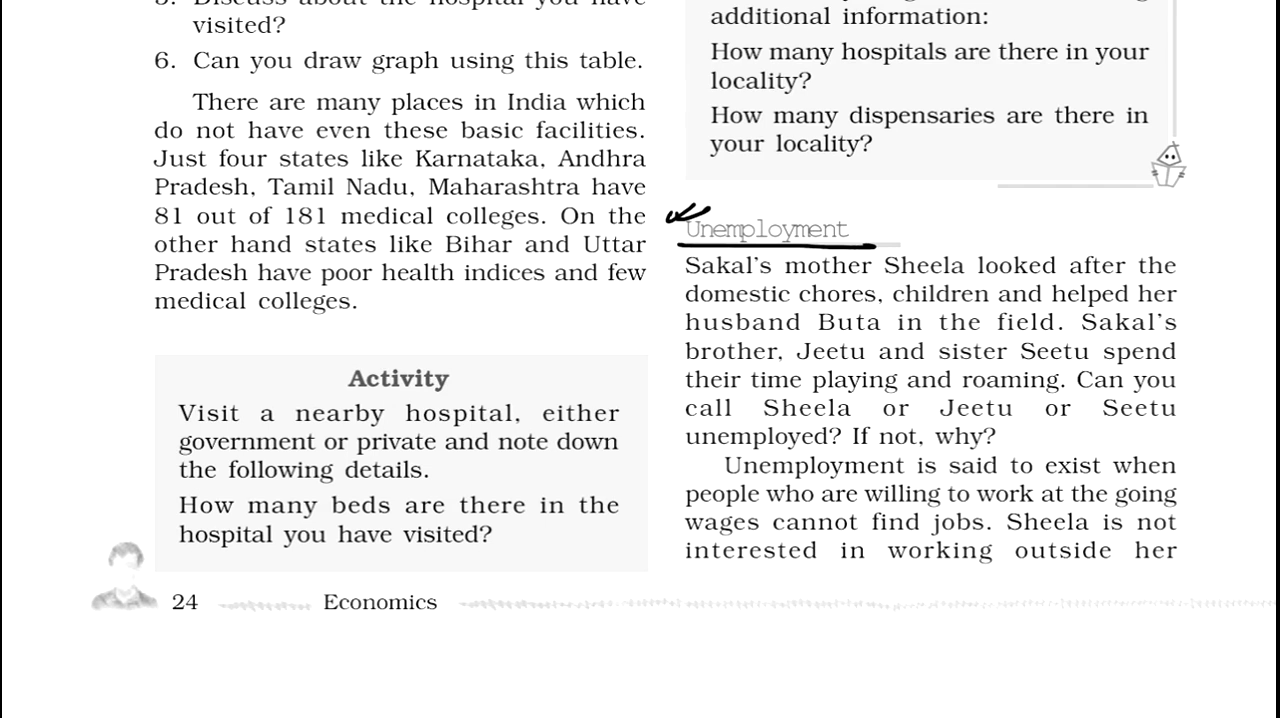 5. Discuss about the hospital you have
visited?
6. Can you draw graph using this table.
There are many places in India which
do not have even these basic facilities.
Just four states like Karnataka, Andhra
Pradesh, Tamil Nadu, Maharashtra have
81 out of 181 medical colleges. On the
other hand states like Bihar and Uttar
Pradesh have poor health indices and few
medical colleges.
Activity
Visit a nearby hospital, either
government or private and note down
the following details.
How many beds are there in the
hospital you have visited?
additional information:
How many hospitals are there in your
locality?
How many dispensaries are there in
your locality?
Unemployment
Sakal's mother Sheela looked after the
domestic chores, children and helped her
husband Buta in the field. Sakal's
brother, Jeetu and sister Seetu spend
their time playing and roaming. Can you
call Sheela or Jeetu or Seetu
unemployed? If not, why?
Unemployment is said to exist when
people who are willing to work at the going
wages cannot find jobs. Sheela is not
interested in working outside her
24 Economics